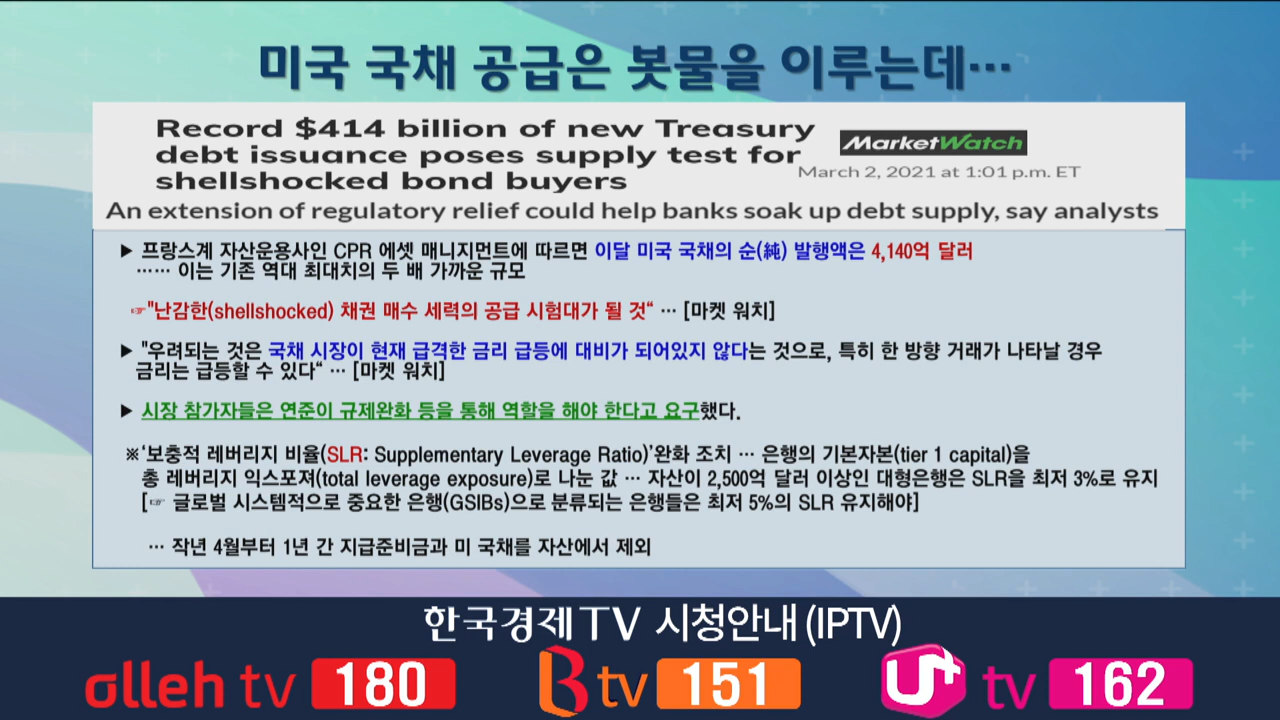 미국 국채 공급은 봇물을 이루는데…
Record $414 billion of new Treasury
debt issuance poses supply test for
shellshocked bond buyers
MarketWatch
March 2, 2021 at 1:01 p.m. ET
An extension of regulatory relief could help banks soak up debt supply, say analysts
▶ 프랑스계 자산운용사인 CPR 에셋 매니지먼트에 따르면 이달 미국 국채의 순(純) 발행액은 4,140억 달러
…… 이는 기존 역대 최대치의 두 배 가까운 규모
☞"난감한(shellshocked) 채권 매수 세력의 공급 시험대가 될 것“ … [마켓 워치]
▶ "우려되는 것은 국채 시장이 현재 급격한 금리 급등에 대비가 되어있지 않다는 것으로, 특히 한 방향 거래가 나타날 경우
금리는 급등할 수 있다“ … [마켓 워치]
▶ 시장 참가자들은 연준이 규제완화 등을 통해 역할을 해야 한다고 요구했다.
※‘보충적 레버리지 비율(SLR: Supplementary Leverage Ratio)’완화 조치 … 은행의 기본자본(tier 1 capital)을
총 레버리지 익스포져(total leverage exposure)로 나눈 값 … 자산이 2,500억 달러 이상인 대형은행은 SLR을 최저 3%로 유지
[☞ 글로벌 시스템적으로 중요한 은행(GSIBs)으로 분류되는 은행들은 최저 5%의 SLR 유지해야]
… 작년 4월부터 1년 간 지급준비금과 미 국채를 자산에서 제외
한국경제TV 시청안내(IPTV)
olleh tv 180 B tv 151 U+ tv 162